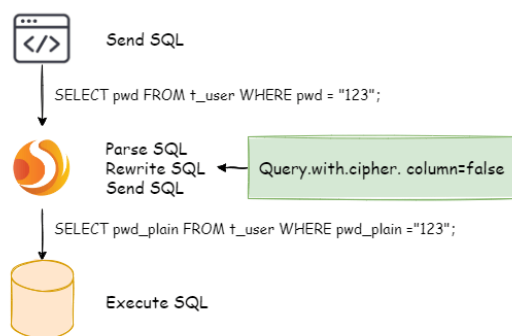 </>
Send SQL
SELECT pwd FROM t_user WHERE pwd = "123";
Parse SQL
Rewrite SQL
Send SQL
Query.with.cipher. column=false
SELECT pwd_plain FROM t_user WHERE pwd_plain ="123";
Execute SQL